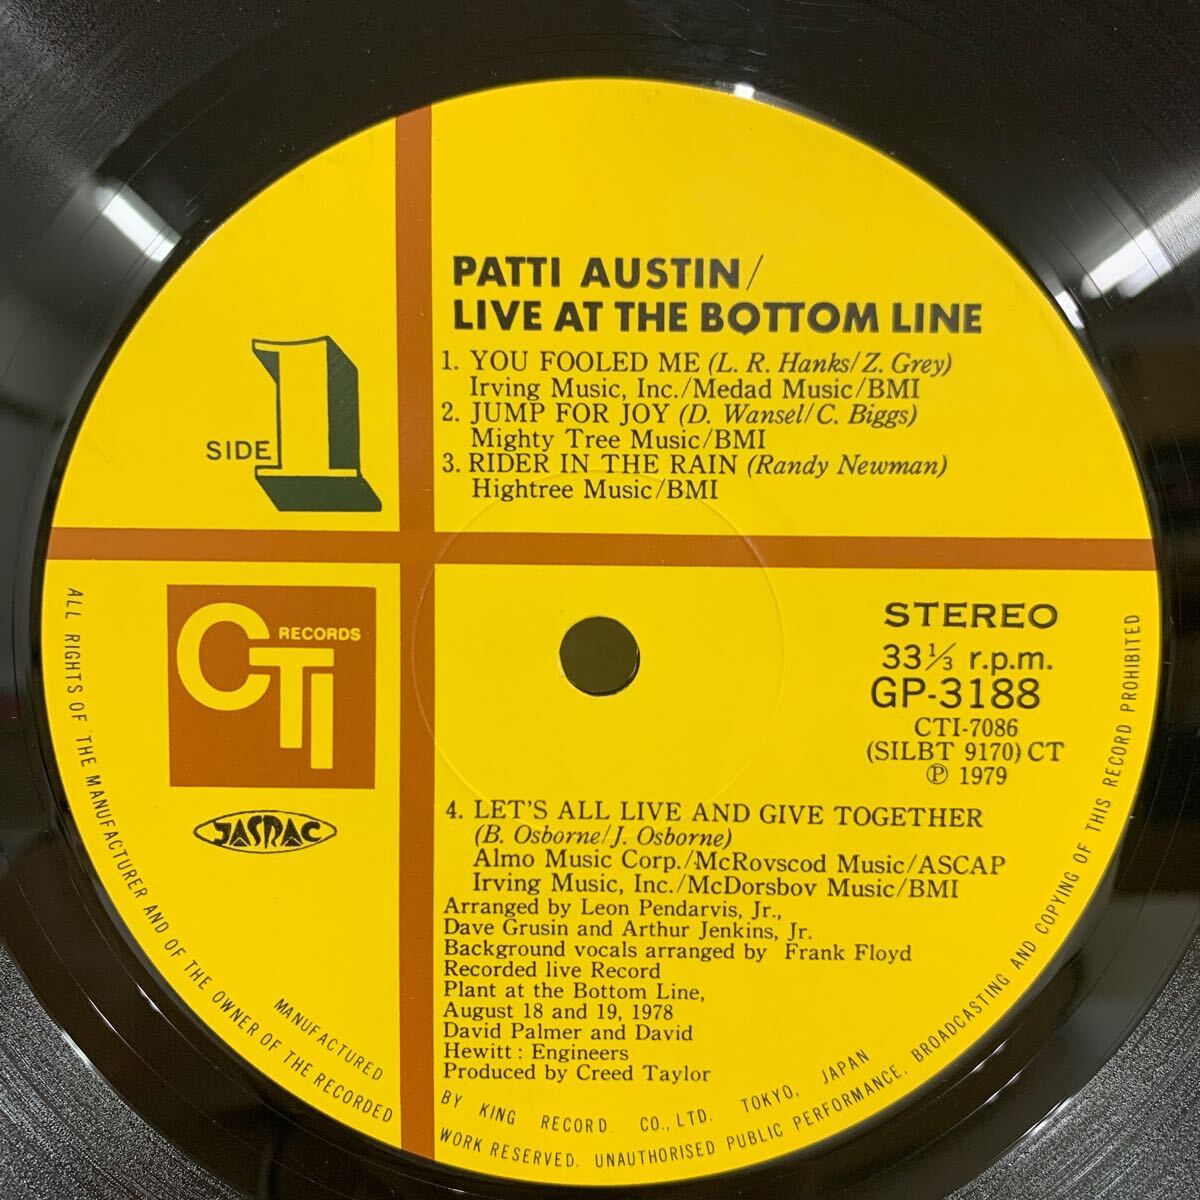 PATTI AUSTIN/
LIVE AT THE BOTTOM LINE
1. YOU FOOLED ME (L. R. Hanks/Z. Grey)
Irving Music, Inc./Medad Music/BMI
2. JUMP FOR JOY (D. Wansel/C. Biggs)
Mighty Tree Music/BMI
3. RIDER IN THE RAIN (Randy Newman)
Hightree Music/BMI
SIDE 1
CTI RECORDS
JASRAC
STEREO
33⅓ r.p.m.
GP-3188
CTI-7086
(SILBT 9170) CT
℗ 1979
4. LET'S ALL LIVE AND GIVE TOGETHER
(B. Osborne/J. Osborne)
Almo Music Corp./McRovscod Music/ASCAP
Irving Music, Inc./McDorsbov Music/BMI
Arranged by Leon Pendarvis, Jr.,
Dave Grusin and Arthur Jenkins, Jr.
Background vocals arranged by Frank Floyd
Recorded live Record
Plant at the Bottom Line,
August 18 and 19, 1978
David Palmer and David
Hewitt : Engineers
Produced by Creed Taylor
MANUFACTURED BY KING RECORD CO., LTD. TOKYO, JAPAN
ALL RIGHTS OF THE MANUFACTURER AND OF THE OWNER OF THE RECORDED WORK RESERVED. UNAUTHORISED PUBLIC PERFORMANCE, BROADCASTING AND COPYING OF THIS RECORD PROHIBITED